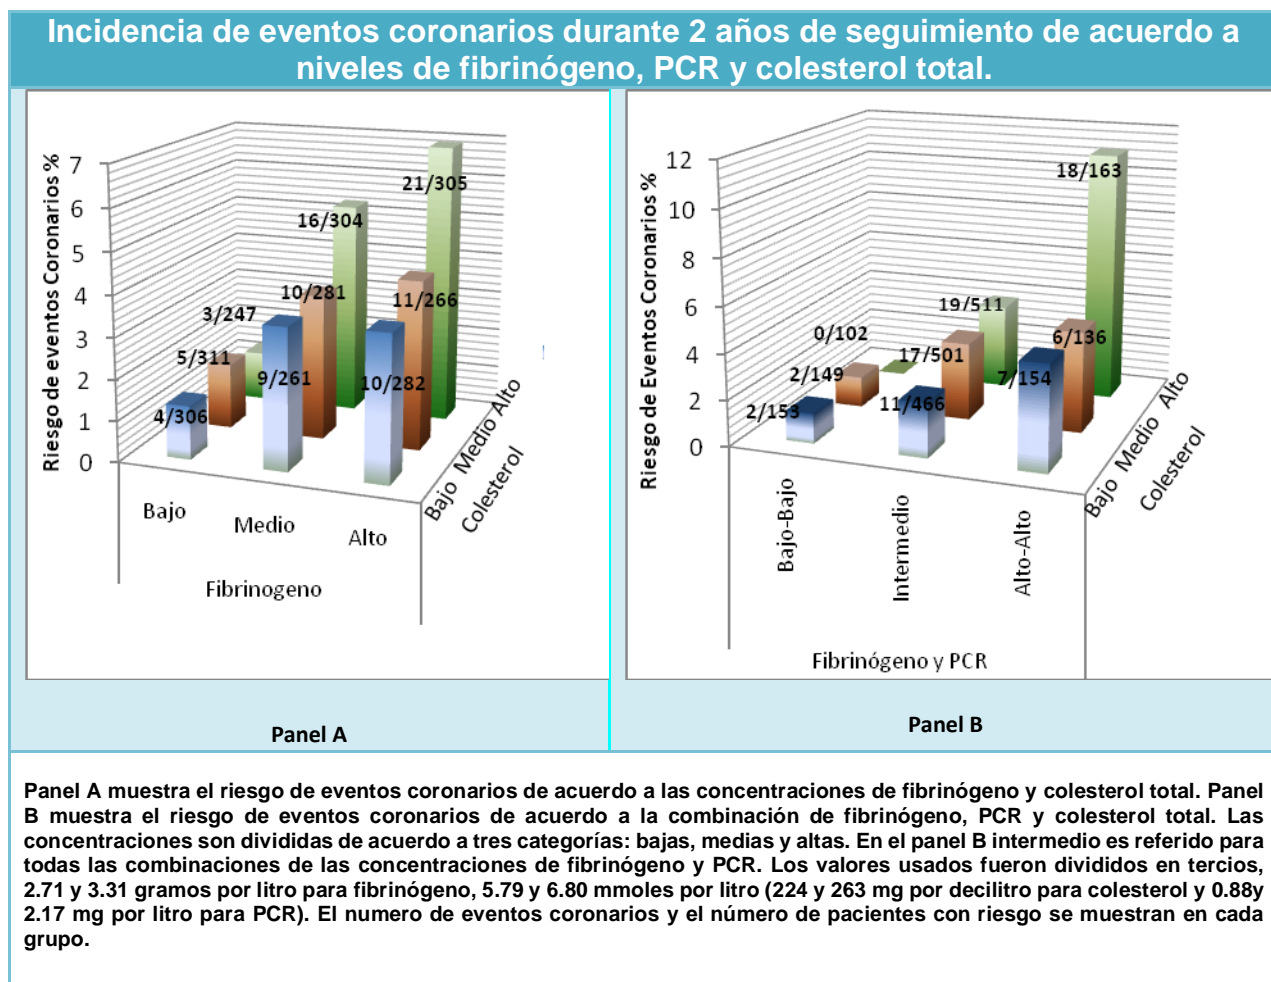 Incidencia de eventos coronarios durante 2 años de seguimiento de acuerdo a
niveles de fibrinógeno, PCR y colesterol total.
Riesgo de eventos Coronarios %
7
6
5
4
3
2
1
0
4/306
5/311
3/247
9/261
10/281
16/304
10/282
11/266
21/305
Bajo
Medio
Alto
Fibrinogeno
Bajo Medio Alto
Colesterol
Panel A
Riesgo de Eventos Coronarios %
12
10
8
6
4
2
0
2/153
2/149
0/102
11/466
17/501
19/511
7/154
6/136
18/163
Bajo-Bajo
Intermedio
Alto-Alto
Fibrinógeno y PCR
Bajo Medio Alto
Colesterol
Panel B
Panel A muestra el riesgo de eventos coronarios de acuerdo a las concentraciones de fibrinógeno y colesterol total. Panel
B muestra el riesgo de eventos coronarios de acuerdo a la combinación de fibrinógeno, PCR y colesterol total. Las
concentraciones son divididas de acuerdo a tres categorías: bajas, medias y altas. En el panel B intermedio es referido para
todas las combinaciones de las concentraciones de fibrinógeno y PCR. Los valores usados fueron divididos en tercios,
2.71 y 3.31 gramos por litro para fibrinógeno, 5.79 y 6.80 mmoles por litro (224 y 263 mg por decilitro para colesterol y 0.88y
2.17 mg por litro para PCR). El numero de eventos coronarios y el número de pacientes con riesgo se muestran en cada
grupo.